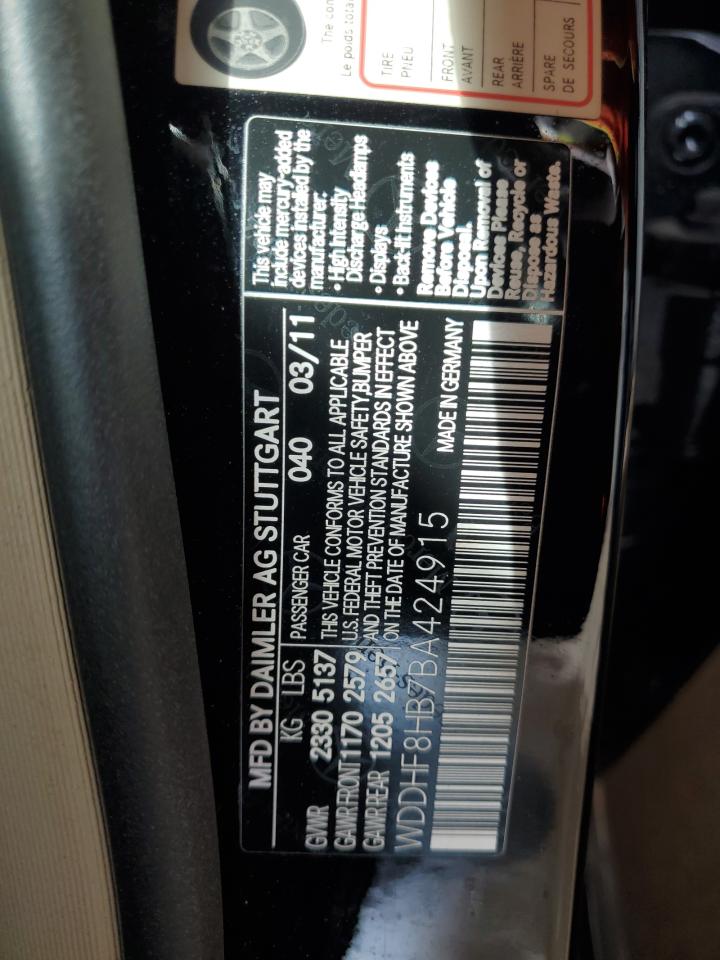 The con
Le poids tota
TIRE
PNEU
FRONT
AVANT
REAR
ARRIÈRE
SPARE
DE SECOURS
MFD BY DAIMLER AG STUTTGART
KG LBS PASSENGER CAR 040 03/11
GVWR 2330 5137
GAWR FRONT 1170 2579
GAWR REAR 1205 2657
THIS VEHICLE CONFORMS TO ALL APPLICABLE
U.S. FEDERAL MOTOR VEHICLE SAFETY,BUMPER
AND THEFT PREVENTION STANDARDS IN EFFECT
ON THE DATE OF MANUFACTURE SHOWN ABOVE
WDDHF8HB7BA424915 MADE IN GERMANY
This vehicle may
include mercury-added
devices installed by the
manufacturer:
• High Intensity
Discharge Headlamps
• Displays
• Back-lit Instruments
Remove Devices
Before Vehicle
Disposal.
Upon Removal of
Devices Please
Reuse, Recycle or
Dispose as
Hazardous Waste.